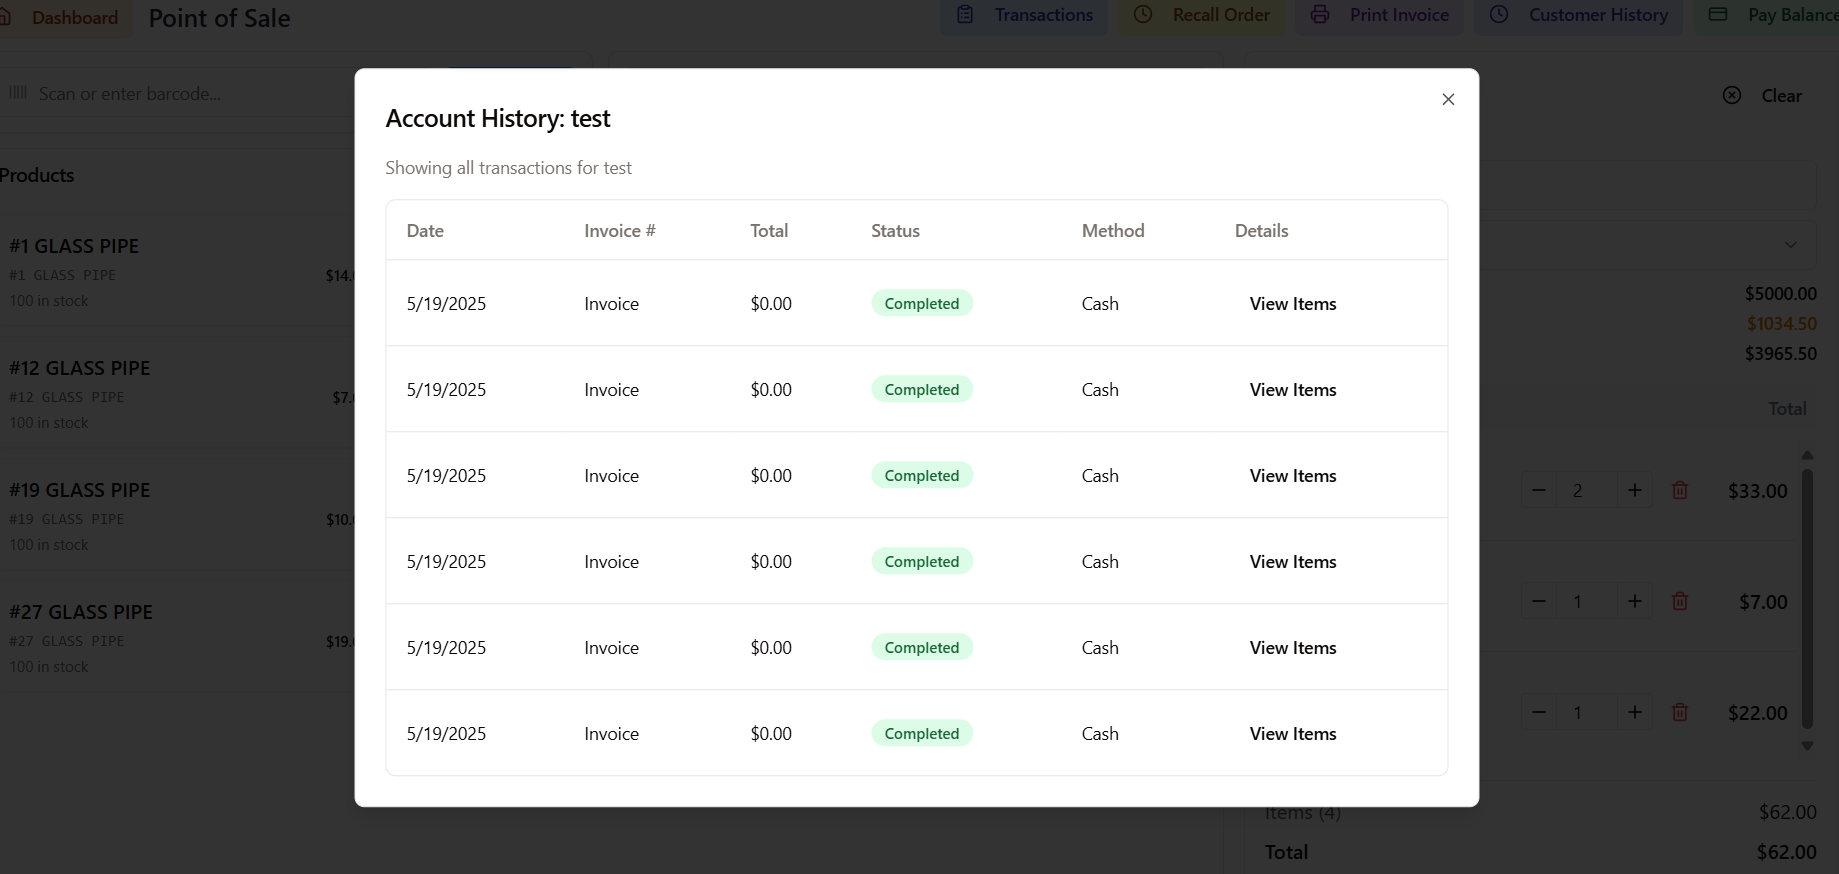 Dashboard
Point of Sale
Transactions
Recall Order
Print Invoice
Customer History
Pay Balance
Scan or enter barcode...
Clear
Products
#1 GLASS PIPE
#1 GLASS PIPE
$14.
100 in stock
#12 GLASS PIPE
#12 GLASS PIPE
$7.
100 in stock
#19 GLASS PIPE
#19 GLASS PIPE
$10.
100 in stock
#27 GLASS PIPE
#27 GLASS PIPE
$19.
100 in stock
Account History: test
Showing all transactions for test
Date Invoice # Total Status Method Details
5/19/2025 Invoice $0.00 Completed Cash View Items
5/19/2025 Invoice $0.00 Completed Cash View Items
5/19/2025 Invoice $0.00 Completed Cash View Items
5/19/2025 Invoice $0.00 Completed Cash View Items
5/19/2025 Invoice $0.00 Completed Cash View Items
5/19/2025 Invoice $0.00 Completed Cash View Items
$5000.00
$1034.50
$3965.50
Total
2 $33.00
1 $7.00
1 $22.00
Items (4) $62.00
Total $62.00